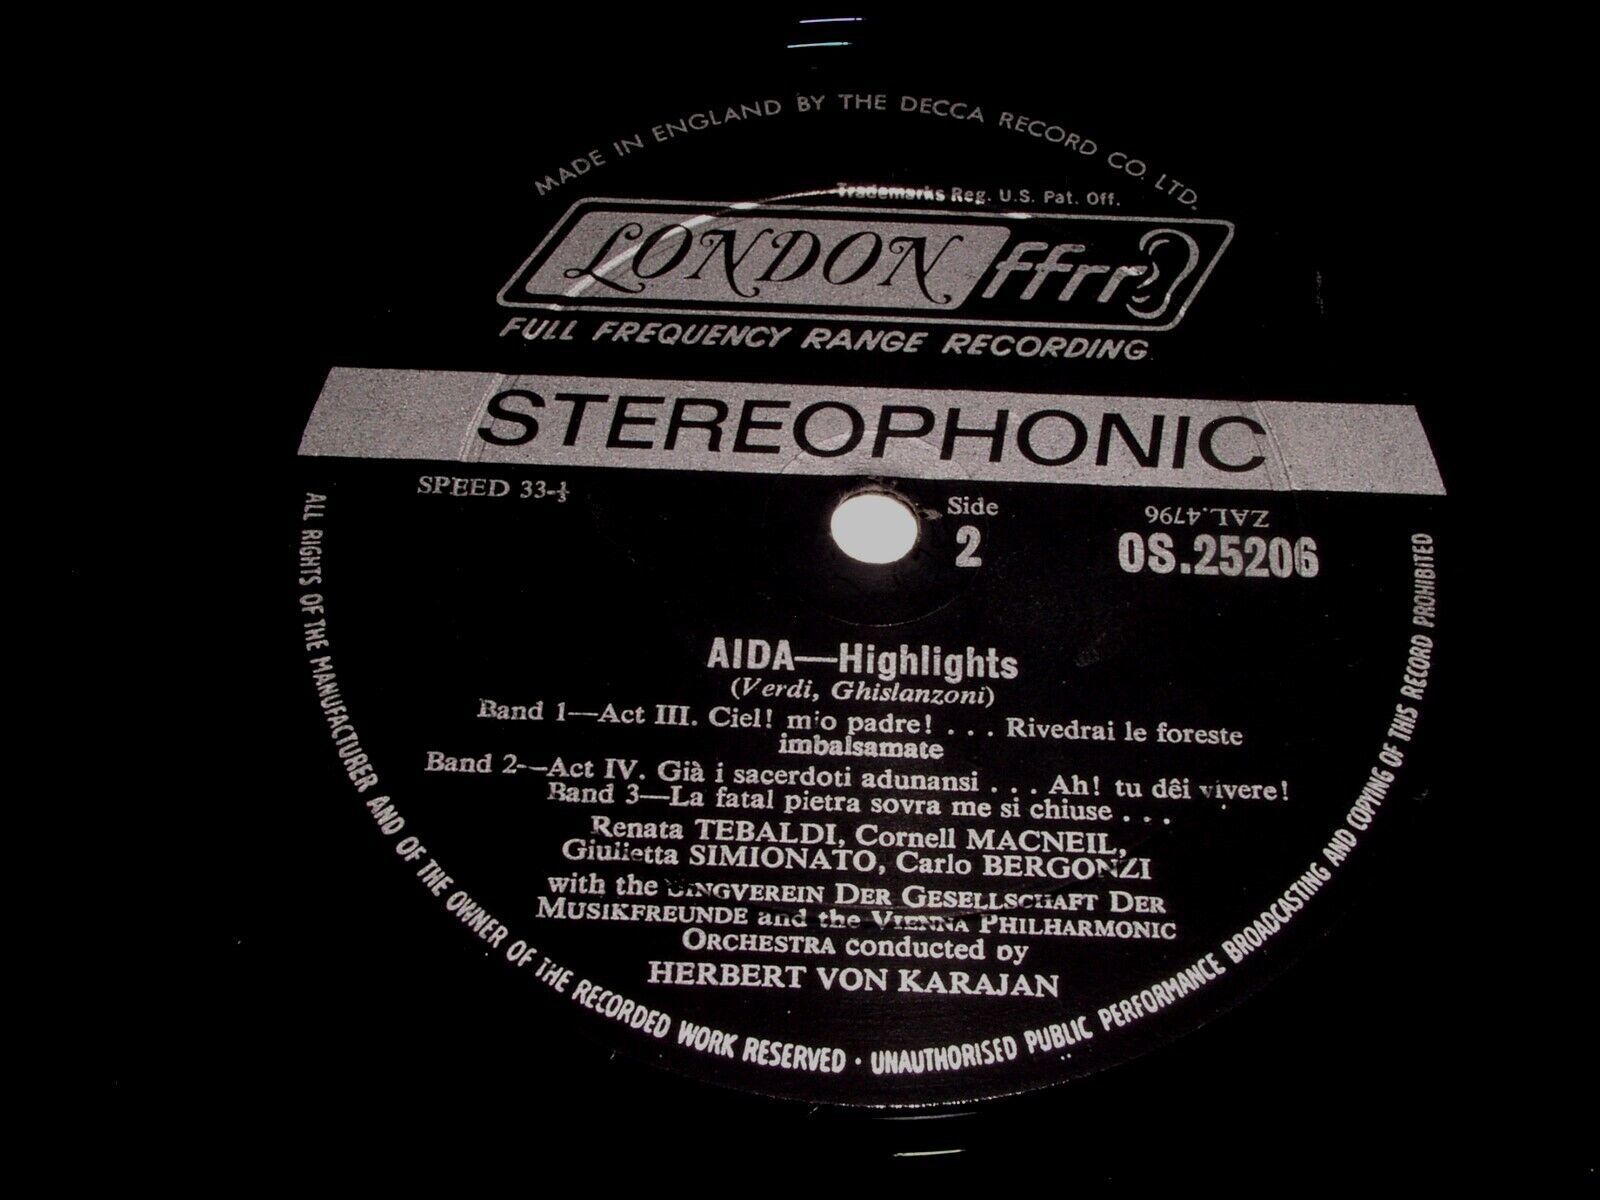 MADE IN ENGLAND BY THE DECCA RECORD CO. LTD.
Trademarks Reg. U.S. Pat. Off.
LONDON ffrr
FULL FREQUENCY RANGE RECORDING
STEREOPHONIC
SPEED 33-⅓
Side
2
ZAL.4796
OS.25206
AIDA—Highlights
(Verdi, Ghislanzoni)
Band 1—Act III. Ciel! mio padre! . . . Rivedrai le foreste
imbalsamate
Band 2—Act IV. Già i sacerdoti adunansi . . . Ah! tu dêi vivere!
Band 3—La fatal pietra sovra me si chiuse . . .
Renata TEBALDI, Cornell MACNEIL,
Giulietta SIMIONATO, Carlo BERGONZI
with the SINGVEREIN DER GESELLSCHAFT DER
MUSIKFREUNDE and the VIENNA PHILHARMONIC
ORCHESTRA conducted by
HERBERT VON KARAJAN
ALL RIGHTS OF THE MANUFACTURER AND OF THE OWNER OF THE RECORDED WORK RESERVED · UNAUTHORISED PUBLIC PERFORMANCE BROADCASTING AND COPYING OF THIS RECORD PROHIBITED